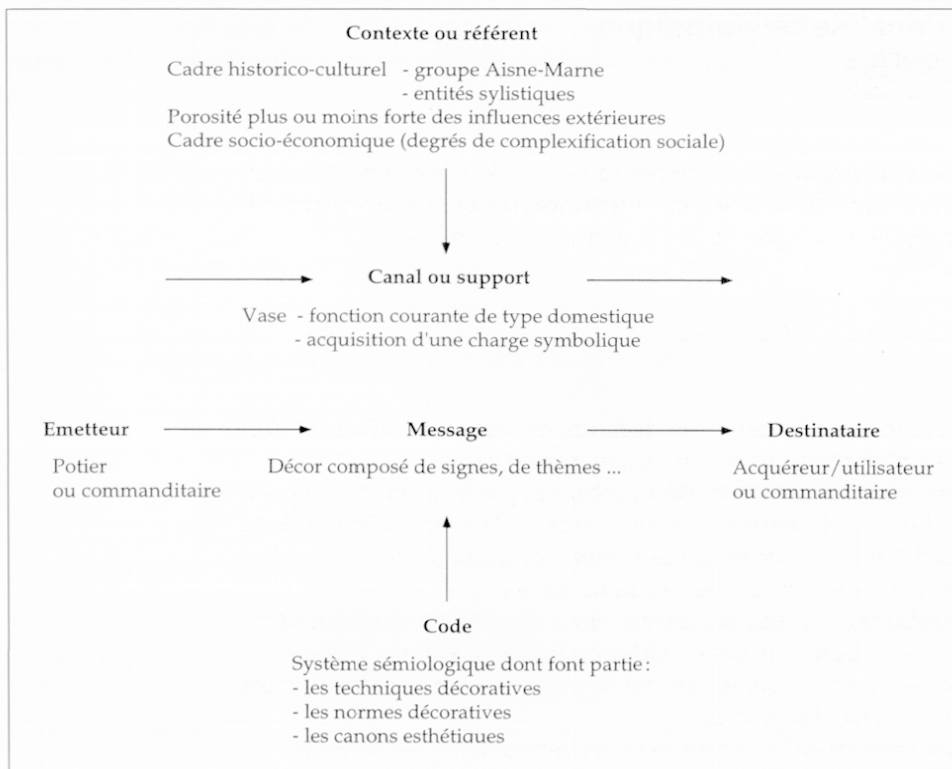 Contexte ou référent
Cadre historico-culturel - groupe Aisne-Marne
- entités sylistiques
Porosité plus ou moins forte des influences extérieures
Cadre socio-économique (degrés de complexification sociale)
Canal ou support
Vase - fonction courante de type domestique
- acquisition d'une charge symbolique
Emetteur
Potier
ou commanditaire
Message
Décor composé de signes, de thèmes ...
Destinataire
Acquéreur/utilisateur
ou commanditaire
Code
Système sémiologique dont font partie:
- les techniques décoratives
- les normes décoratives
- les canons esthétiques